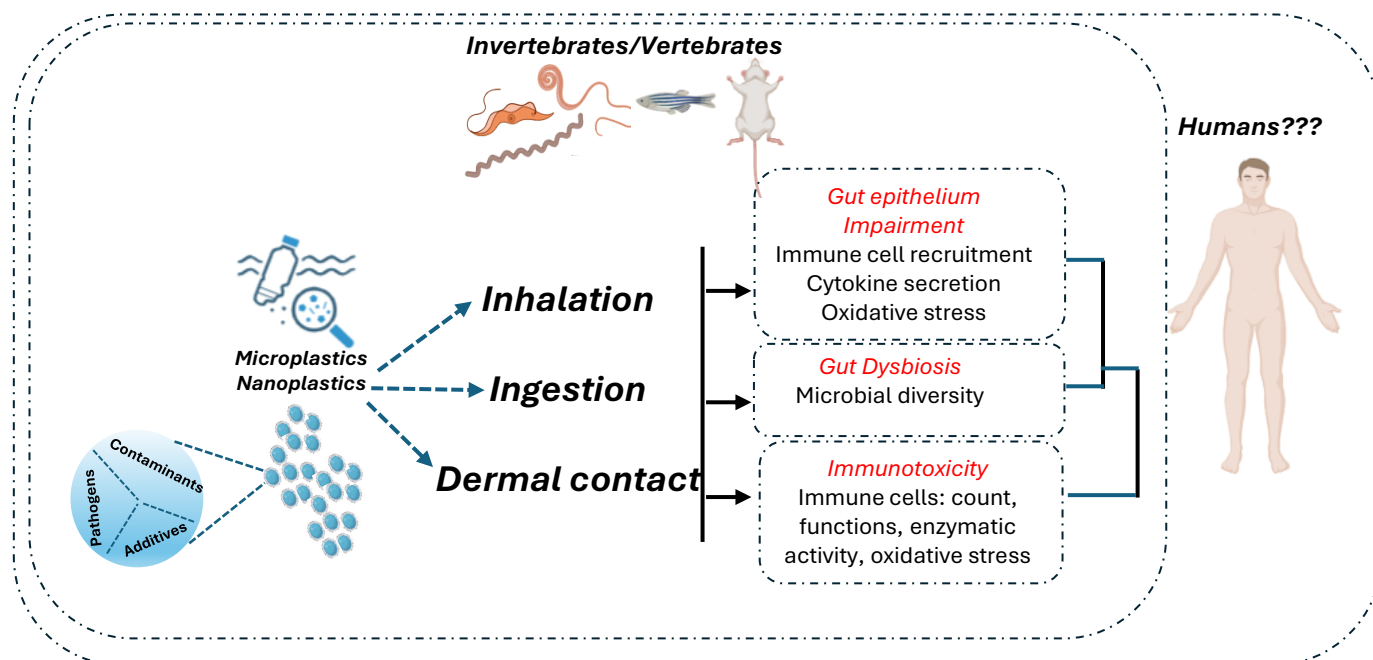 Invertebrates/Vertebrates
Humans???
Gut epithelium
Impairment
Immune cell recruitment
Cytokine secretion
Oxidative stress
Inhalation
Microplastics
Nanoplastics
Ingestion
Gut Dysbiosis
Microbial diversity
Dermal contact
Immunotoxicity
Immune cells: count,
functions, enzymatic
activity, oxidative stress
Contaminants
Pathogens
Additives